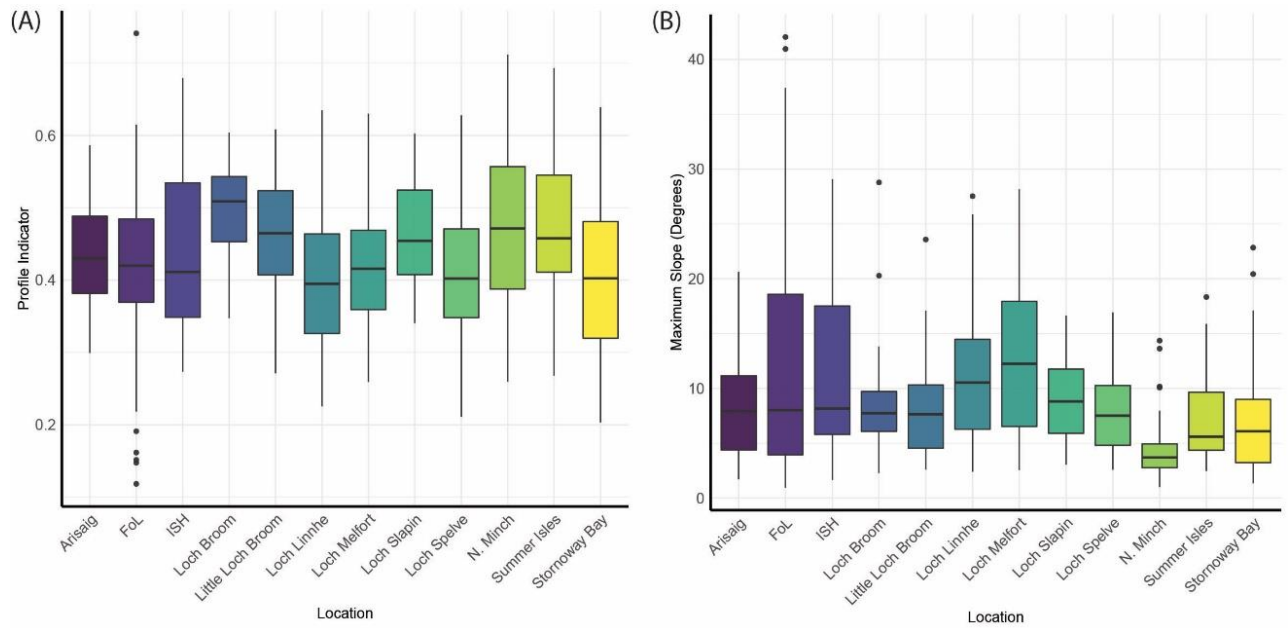 (A)
Profile Indicator
0.6
0.4
0.2
Arisaig
FoL
ISH
Loch Broom
Little Loch Broom
Loch Linnhe
Loch Melfort
Loch Slapin
Loch Spelve
N. Minch
Summer Isles
Stornoway Bay
Location
(B)
Maximum Slope (Degrees)
40
30
20
10
0
Arisaig
FoL
ISH
Loch Broom
Little Loch Broom
Loch Linnhe
Loch Melfort
Loch Slapin
Loch Spelve
N. Minch
Summer Isles
Stornoway Bay
Location